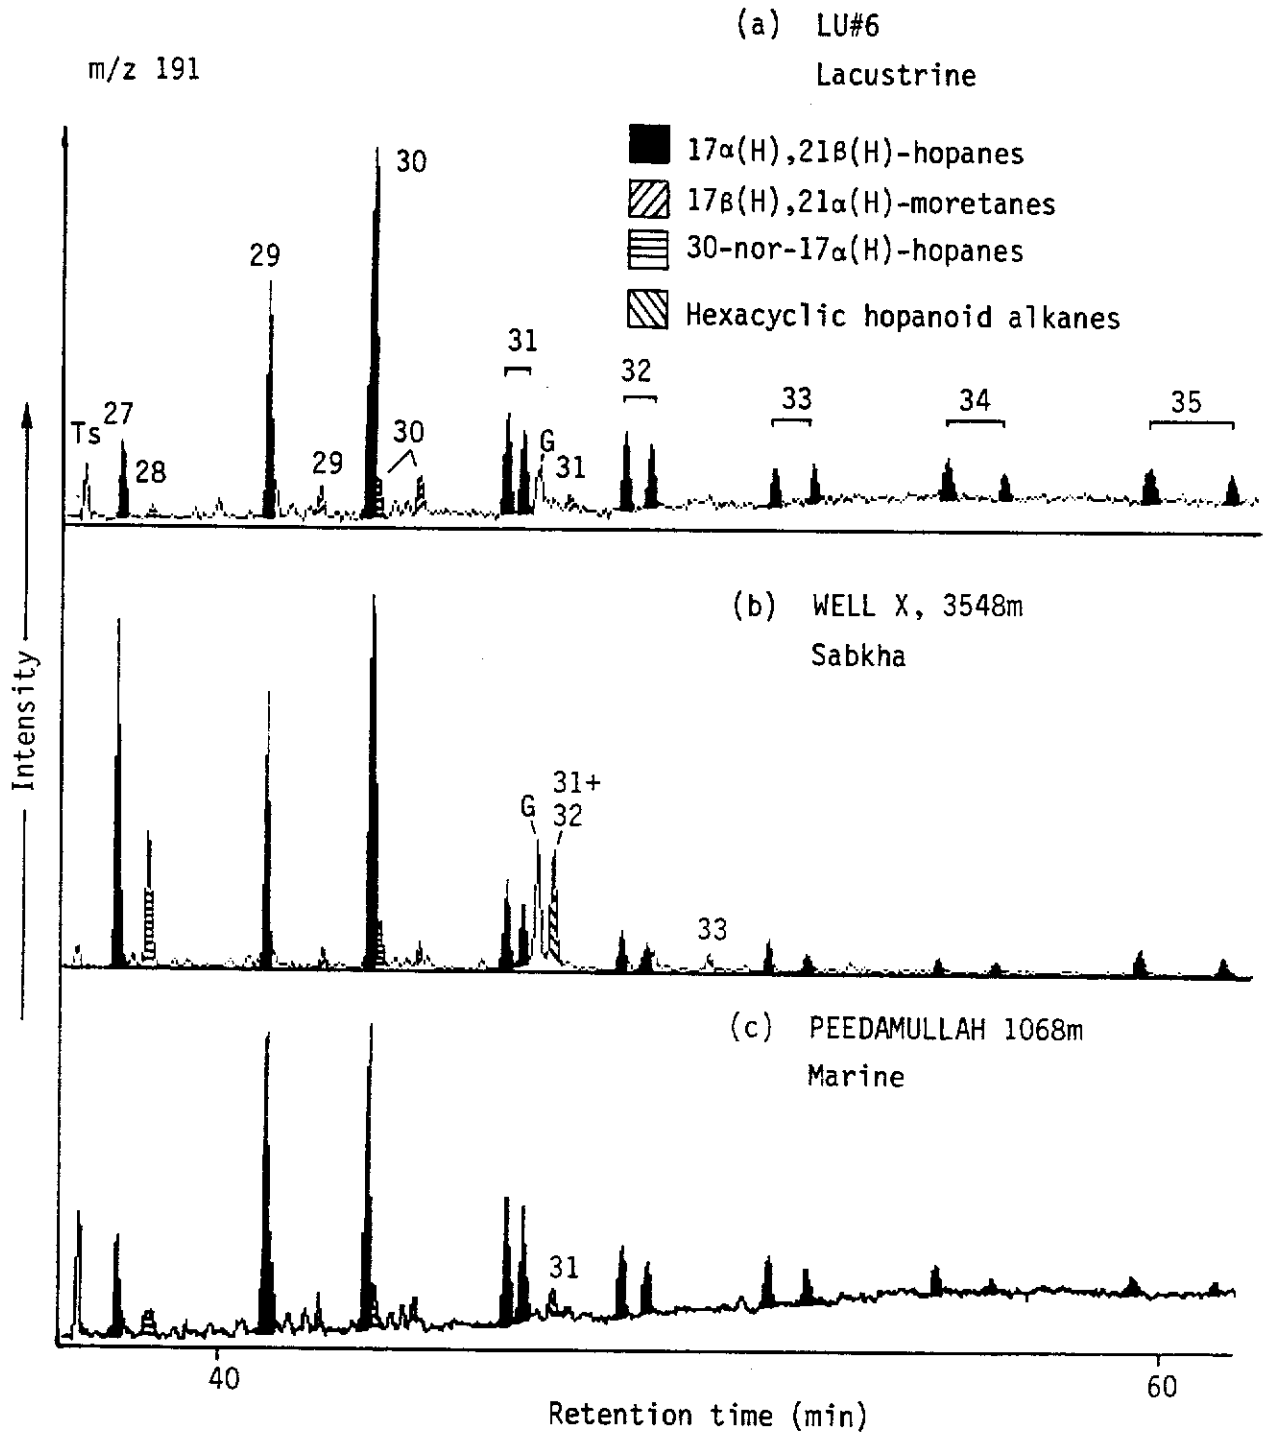 (a) LU#6
m/z 191
Lacustrine
17α(H),21β(H)-hopanes
17β(H),21α(H)-moretanes
30-nor-17α(H)-hopanes
Hexacyclic hopanoid alkanes
30
29
31
32
33
34
35
Ts
27
28
29
30
G
31
(b) WELL X, 3548m
Sabkha
G
31+
32
33
(c) PEEDAMULLAH 1068m
Marine
31
Intensity
40
60
Retention time (min)